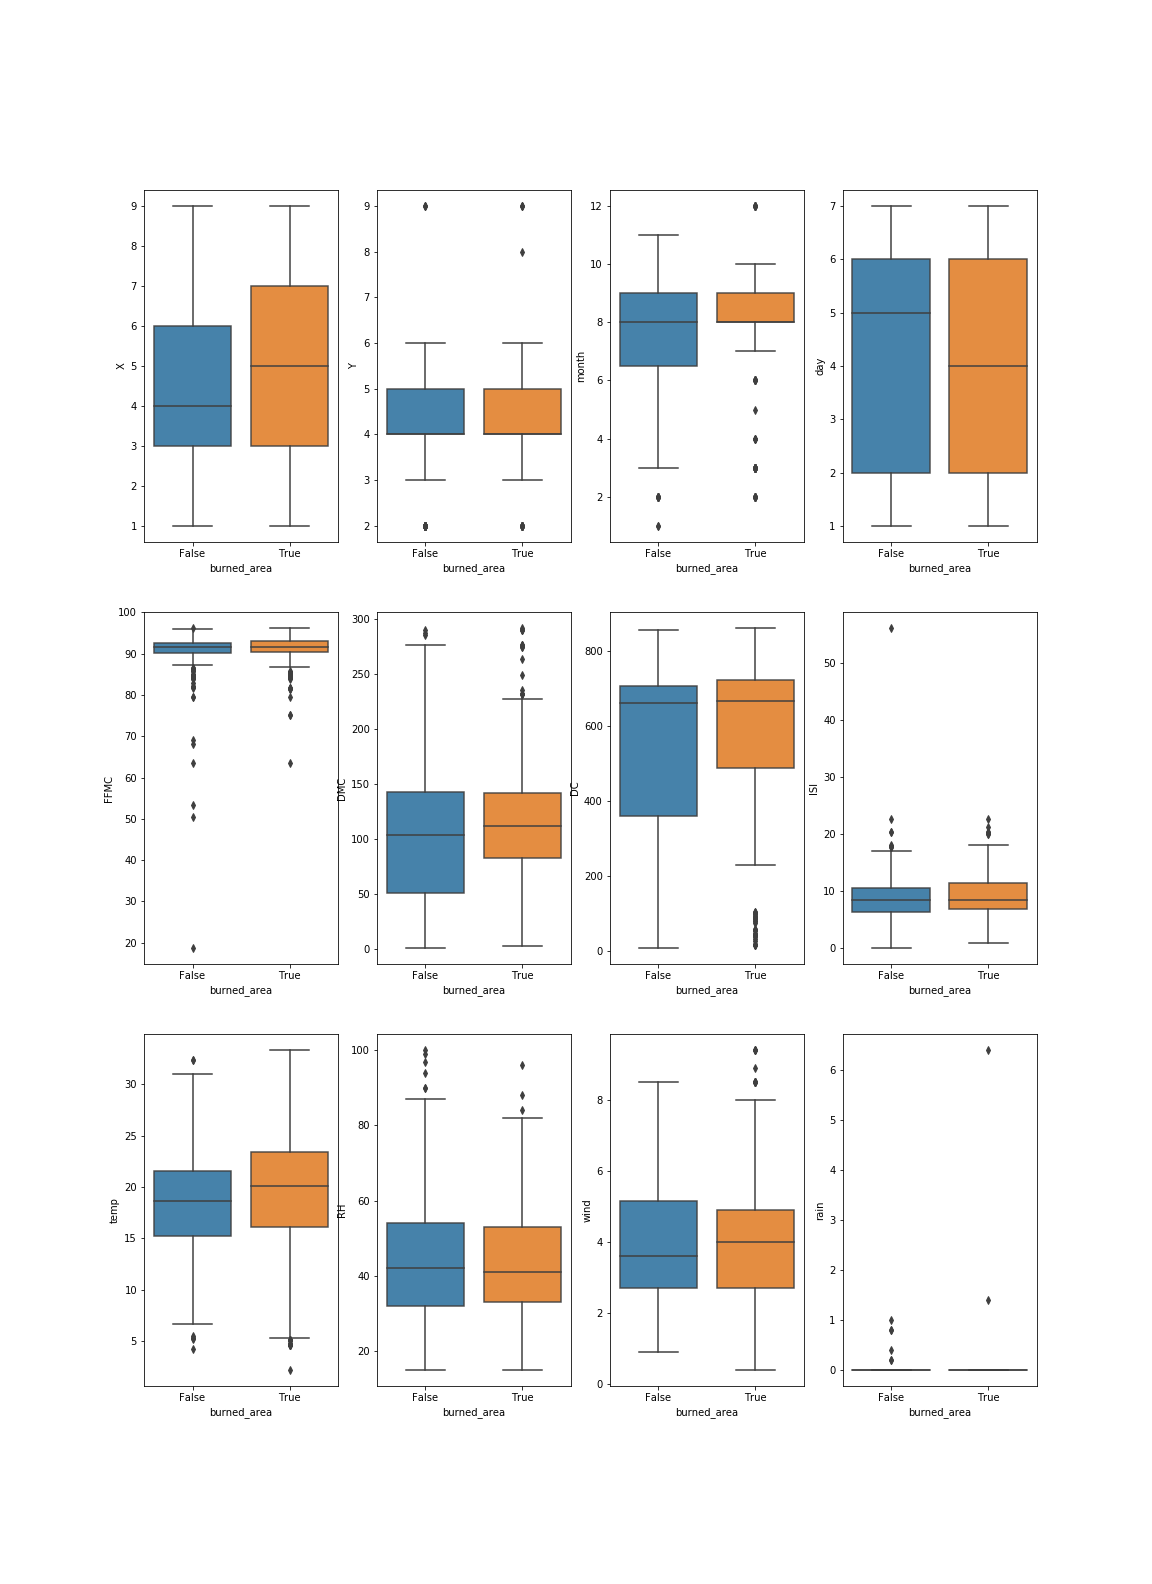 X
9
8
7
6
5
4
3
2
1
False True
burned_area
Y
9
8
7
6
5
4
3
2
False True
burned_area
month
12
10
8
6
4
2
False True
burned_area
day
7
6
5
4
3
2
1
False True
burned_area
FFMC
100
90
80
70
60
50
40
30
20
False True
burned_area
DMC
300
250
200
150
100
50
0
False True
burned_area
DC
800
600
400
200
0
False True
burned_area
ISI
50
40
30
20
10
0
False True
burned_area
temp
30
25
20
15
10
5
False True
burned_area
RH
100
80
60
40
20
False True
burned_area
wind
8
6
4
2
0
False True
burned_area
rain
6
5
4
3
2
1
0
False True
burned_area